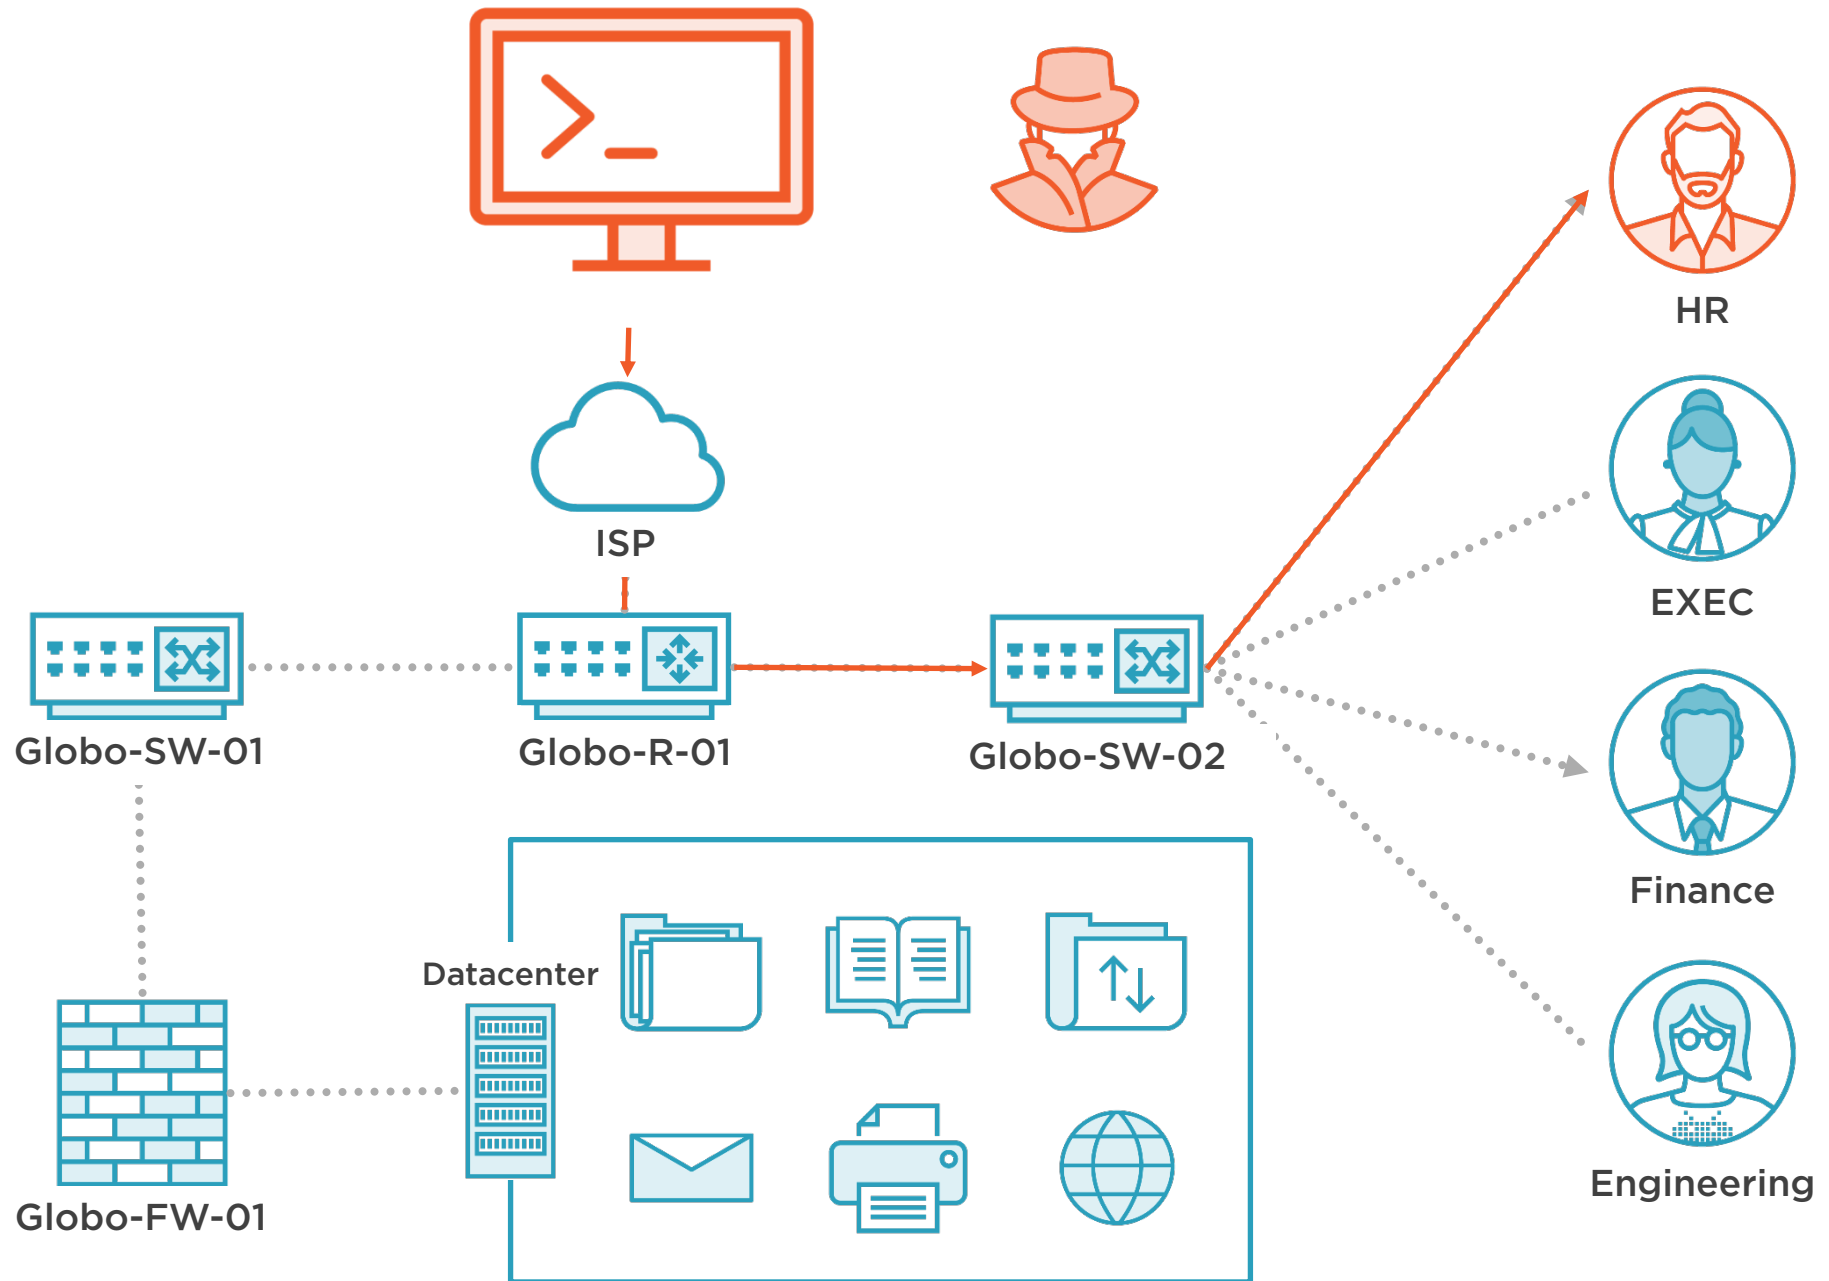 >_
HR
ISP
EXEC
Globo-SW-01
Globo-R-01
Globo-SW-02
Finance
Datacenter
Engineering
Globo-FW-01